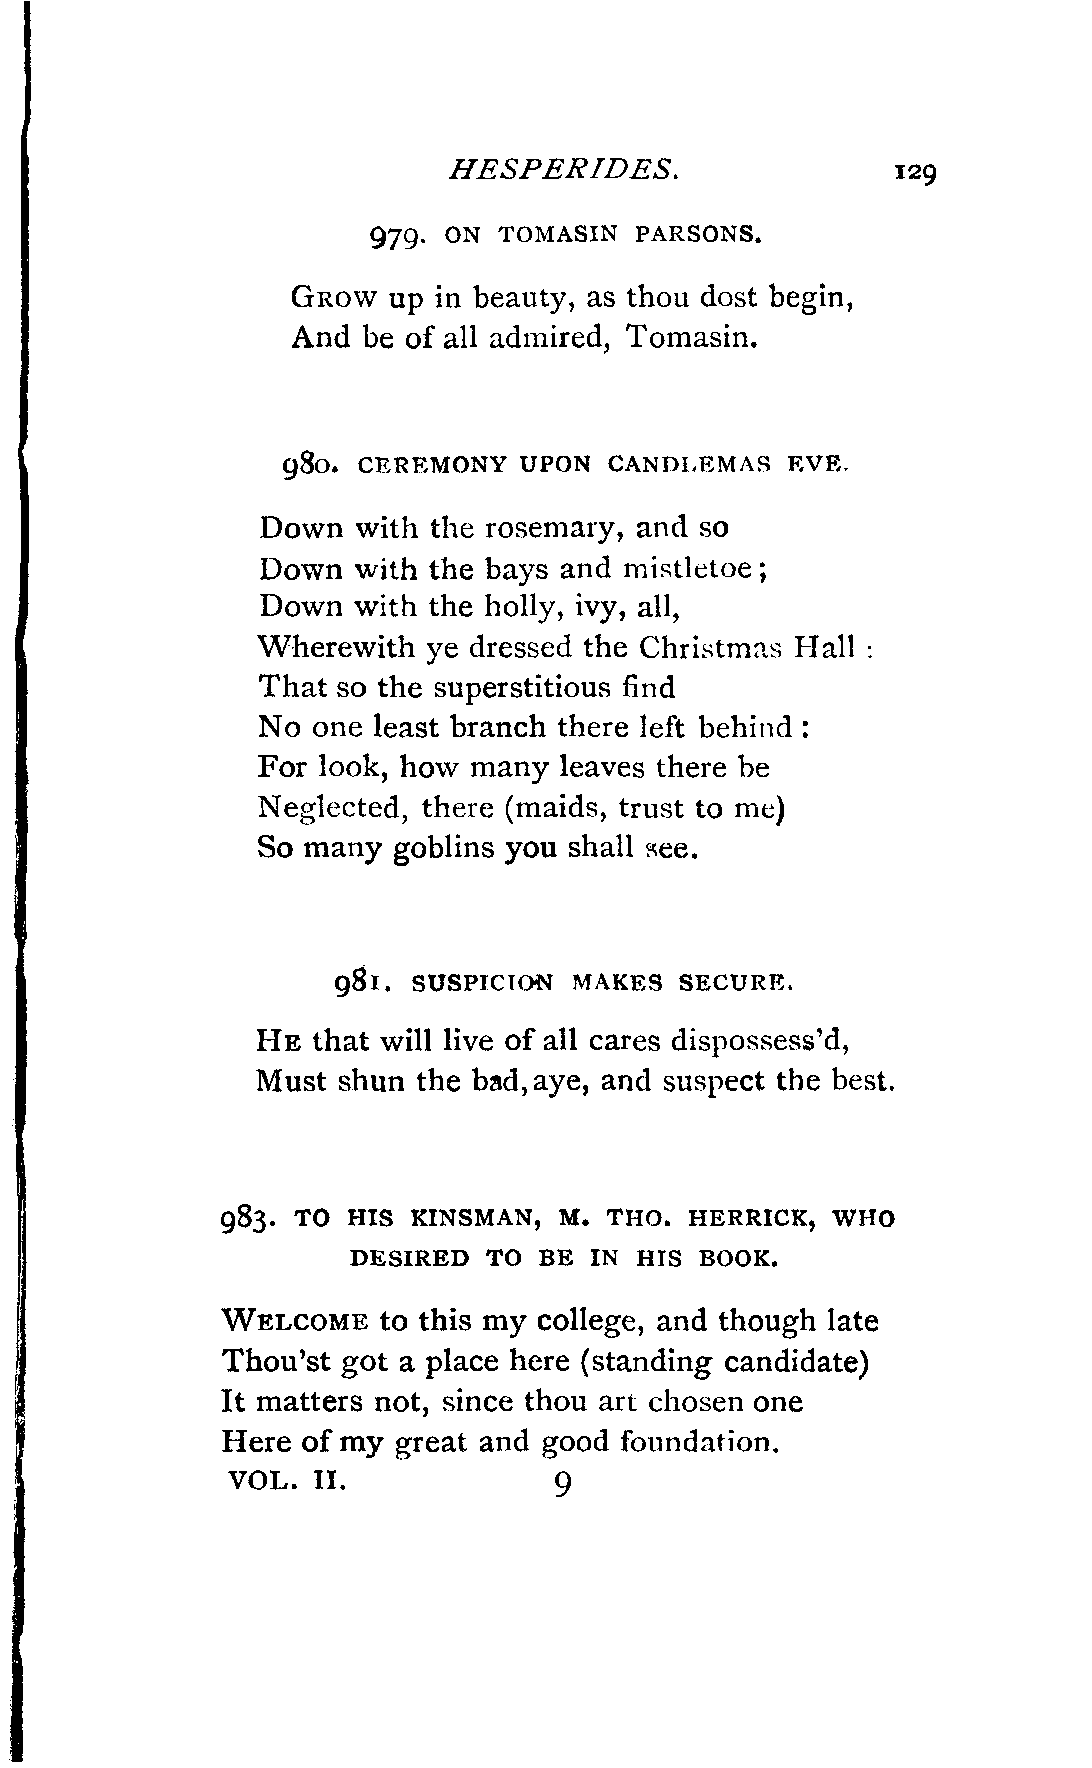 HESPERIDES. 129
979. ON TOMASIN PARSONS.
GROW up in beauty, as thou dost begin,
And be of all admired, Tomasin.
980. CEREMONY UPON CANDLEMAS EVE.
Down with the rosemary, and so
Down with the bays and mistletoe;
Down with the holly, ivy, all,
Wherewith ye dressed the Christmas Hall :
That so the superstitious find
No one least branch there left behind :
For look, how many leaves there be
Neglected, there (maids, trust to me)
So many goblins you shall see.
981. SUSPICION MAKES SECURE.
HE that will live of all cares dispossess'd,
Must shun the bad, aye, and suspect the best.
983. TO HIS KINSMAN, M. THO. HERRICK, WHO
DESIRED TO BE IN HIS BOOK.
WELCOME to this my college, and though late
Thou'st got a place here (standing candidate)
It matters not, since thou art chosen one
Here of my great and good foundation.
VOL. II. 9